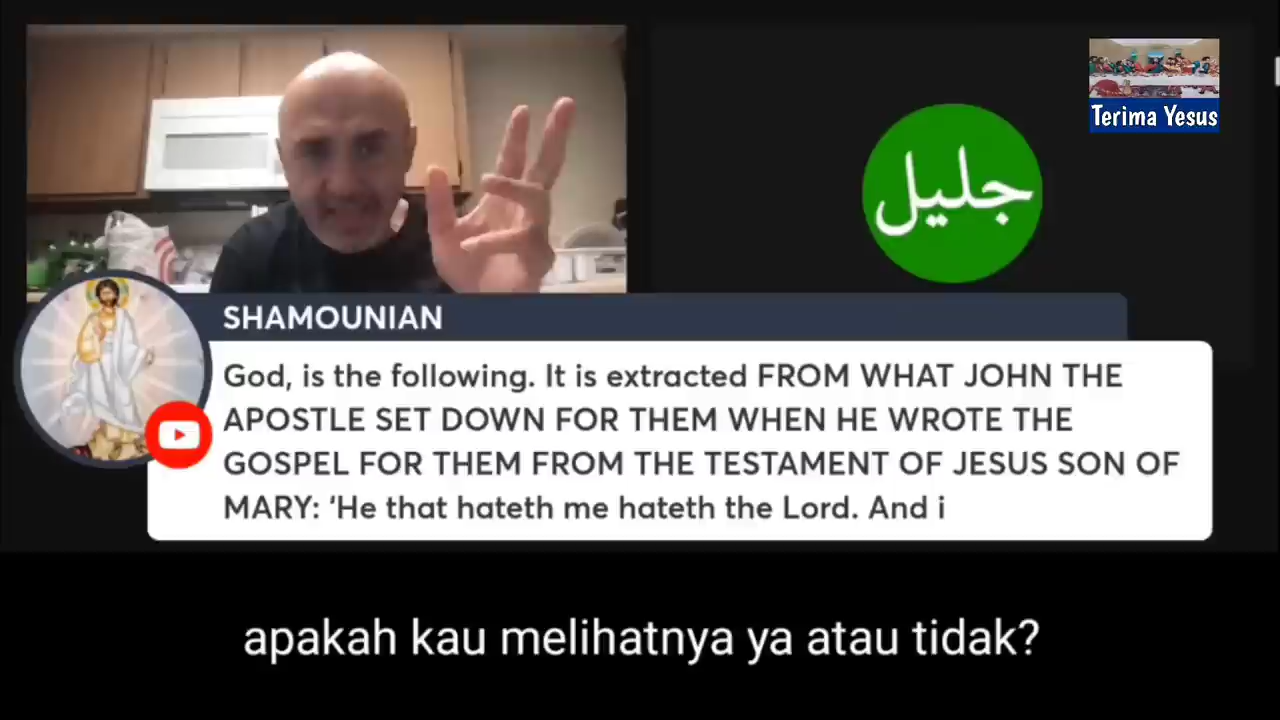 Terima Yesus
جليل
SHAMOUNIAN
God, is the following. It is extracted FROM WHAT JOHN THE
APOSTLE SET DOWN FOR THEM WHEN HE WROTE THE
GOSPEL FOR THEM FROM THE TESTAMENT OF JESUS SON OF
MARY: ‘He that hateth me hateth the Lord. And i
apakah kau melihatnya ya atau tidak?